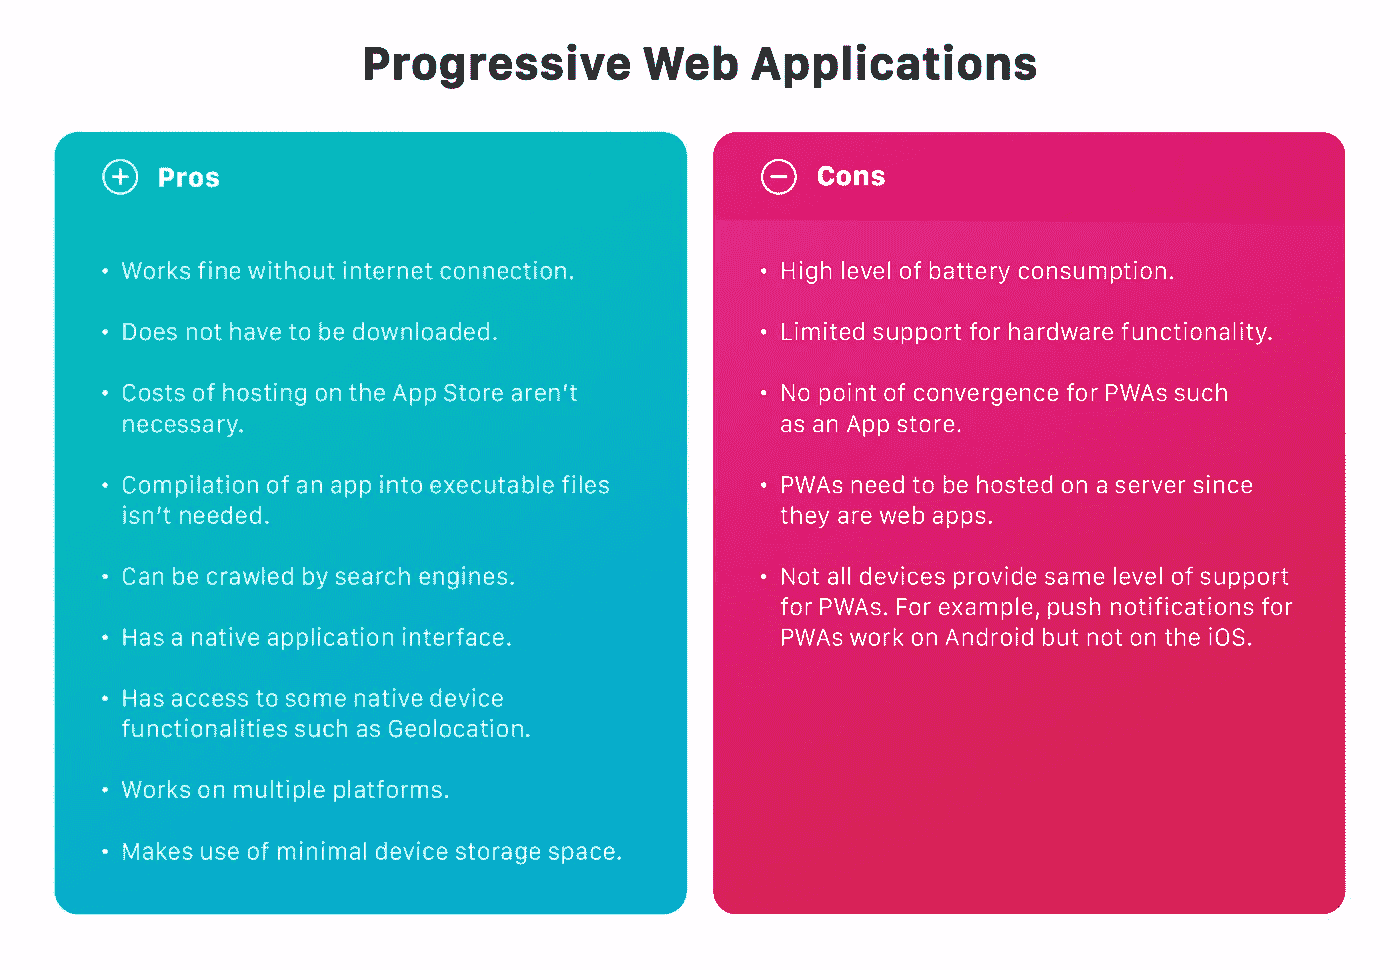 Progressive Web Applications
Pros
• Works fine without internet connection.
• Does not have to be downloaded.
• Costs of hosting on the App Store aren't
necessary.
• Compilation of an app into executable files
isn't needed.
• Can be crawled by search engines.
• Has a native application interface.
• Has access to some native device
functionalities such as Geolocation.
• Works on multiple platforms.
• Makes use of minimal device storage space.
Cons
• High level of battery consumption.
• Limited support for hardware functionality.
• No point of convergence for PWAs such
as an App store.
• PWAs need to be hosted on a server since
they are web apps.
• Not all devices provide same level of support
for PWAs. For example, push notifications for
PWAs work on Android but not on the iOS.